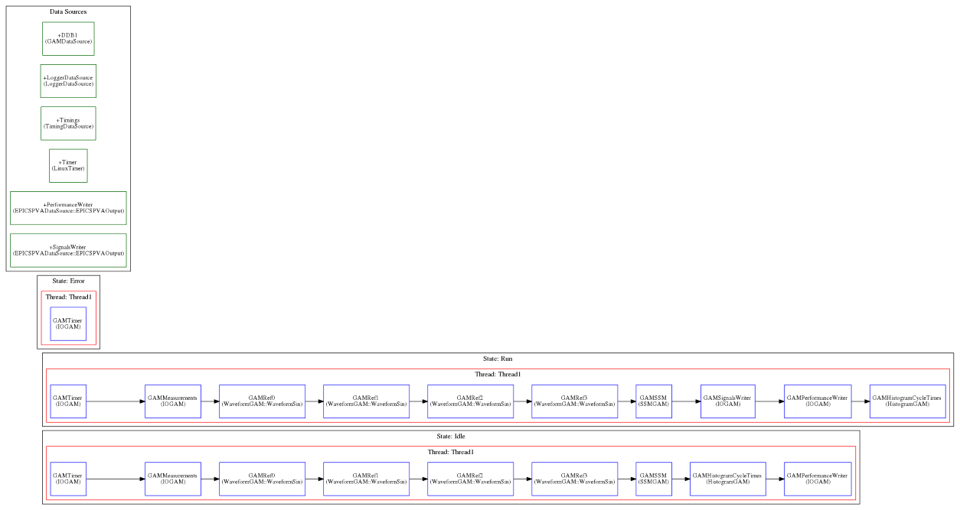 Data Sources
+DDB1
(GAMDataSource)
+LoggerDataSource
(LoggerDataSource)
+Timings
(TimingDataSource)
+Timer
(LinuxTimer)
+PerformanceWriter
(EPICSPVADataSource::EPICSPVAOutput)
+SignalsWriter
(EPICSPVADataSource::EPICSPVAOutput)
State: Error
Thread: Thread1
GAMTimer
(IOGAM)
State: Run
Thread: Thread1
GAMTimer
(IOGAM)
GAMMeasurements
(IOGAM)
GAMRef0
(WaveformGAM::WaveformSin)
GAMRef1
(WaveformGAM::WaveformSin)
GAMRef2
(WaveformGAM::WaveformSin)
GAMRef3
(WaveformGAM::WaveformSin)
GAMSSM
(SSMGAM)
GAMSignalsWriter
(IOGAM)
GAMPerformanceWriter
(IOGAM)
GAMHistogramCycleTimes
(HistogramGAM)
State: Idle
Thread: Thread1
GAMTimer
(IOGAM)
GAMMeasurements
(IOGAM)
GAMRef0
(WaveformGAM::WaveformSin)
GAMRef1
(WaveformGAM::WaveformSin)
GAMRef2
(WaveformGAM::WaveformSin)
GAMRef3
(WaveformGAM::WaveformSin)
GAMSSM
(SSMGAM)
GAMHistogramCycleTimes
(HistogramGAM)
GAMPerformanceWriter
(IOGAM)